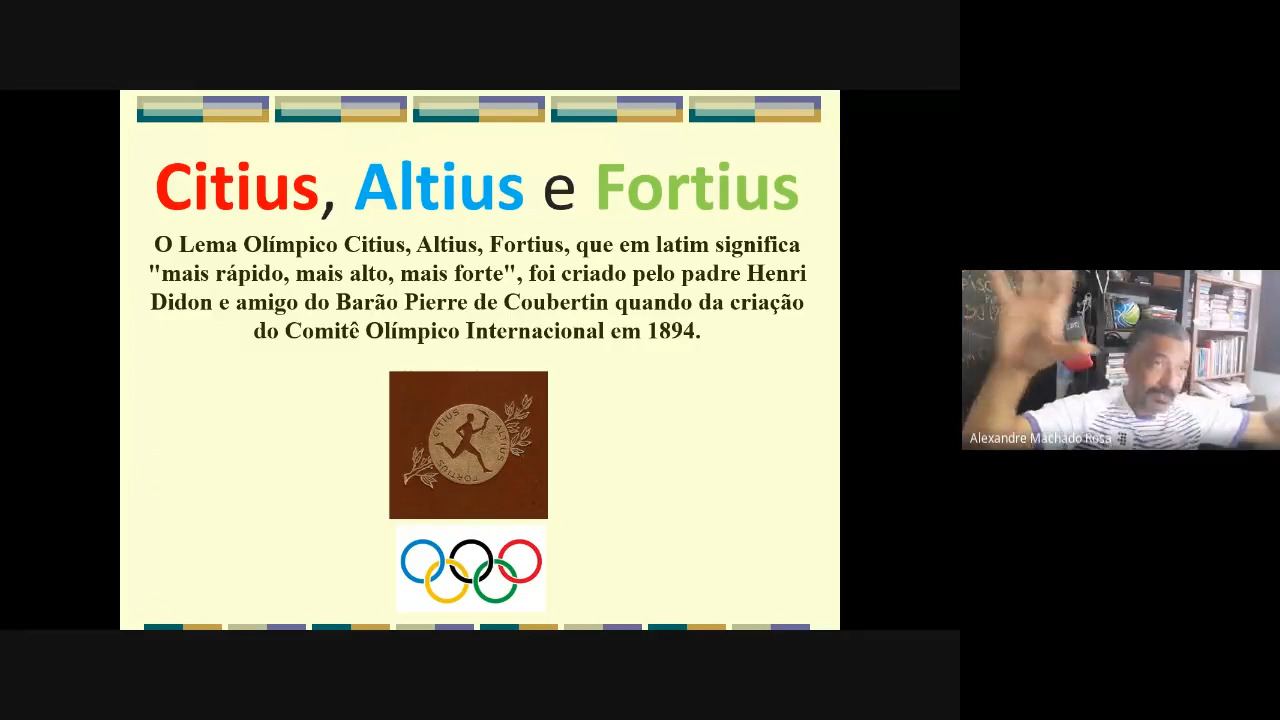 Citius, Altius e Fortius
O Lema Olímpico Citius, Altius, Fortius, que em latim significa
"mais rápido, mais alto, mais forte", foi criado pelo padre Henri
Didon e amigo do Barão Pierre de Coubertin quando da criação
do Comitê Olímpico Internacional em 1894.
CITIUS
ALTIUS
FORTIUS
Alexandre Machado Rosa